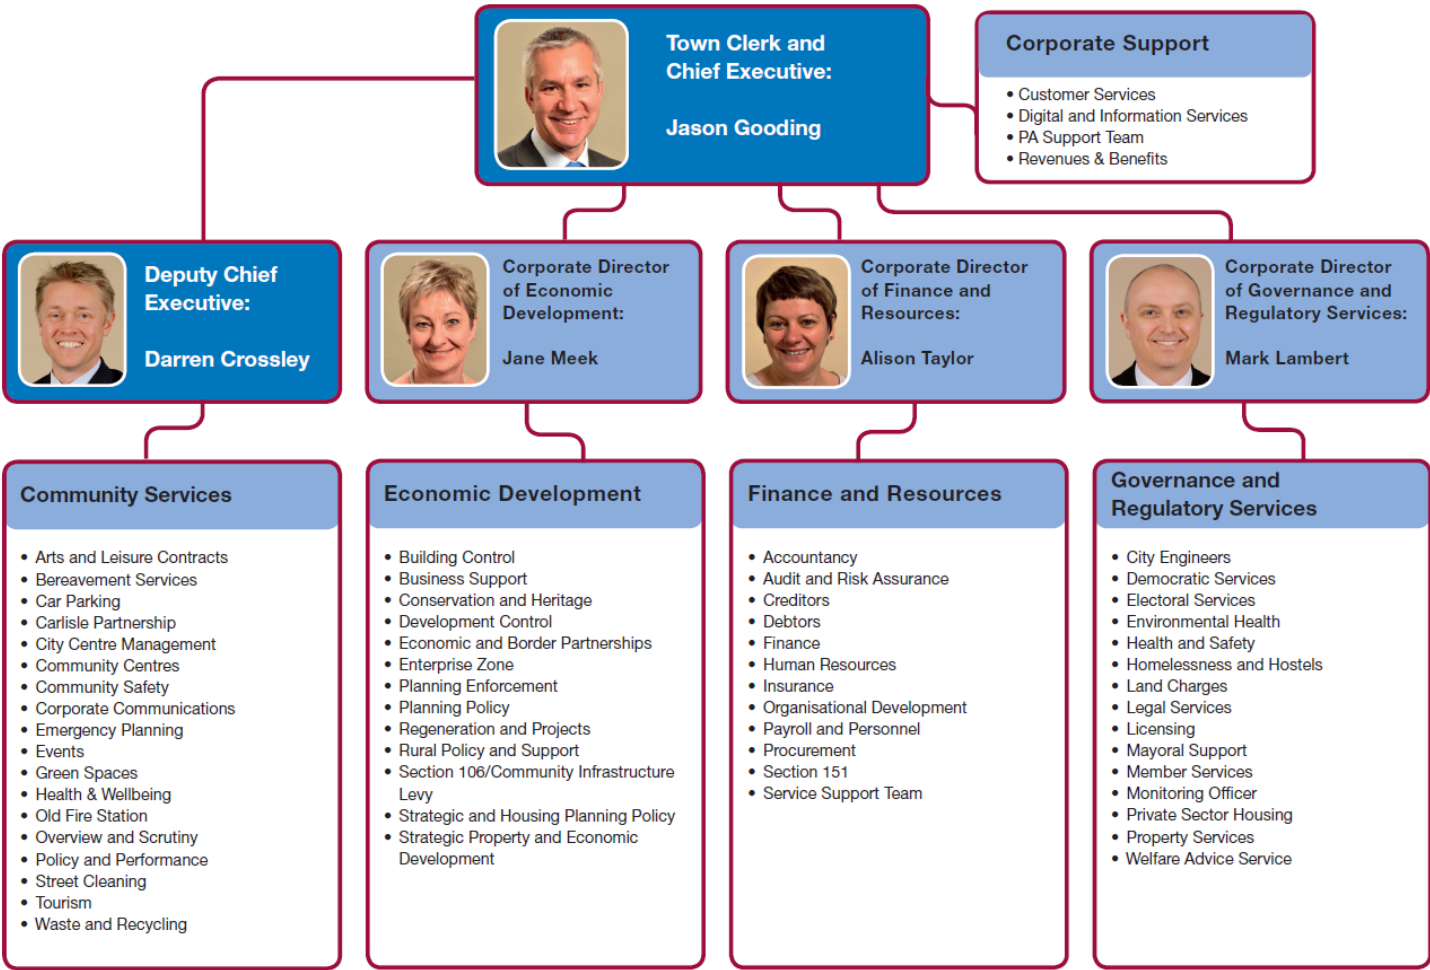 Town Clerk and
Chief Executive:
Jason Gooding
Corporate Support
• Customer Services
• Digital and Information Services
• PA Support Team
• Revenues & Benefits
Deputy Chief
Executive:
Darren Crossley
Corporate Director
of Economic
Development:
Jane Meek
Corporate Director
of Finance and
Resources:
Alison Taylor
Corporate Director
of Governance and
Regulatory Services:
Mark Lambert
Community Services
• Arts and Leisure Contracts
• Bereavement Services
• Car Parking
• Carlisle Partnership
• City Centre Management
• Community Centres
• Community Safety
• Corporate Communications
• Emergency Planning
• Events
• Green Spaces
• Health & Wellbeing
• Old Fire Station
• Overview and Scrutiny
• Policy and Performance
• Street Cleaning
• Tourism
• Waste and Recycling
Economic Development
• Building Control
• Business Support
• Conservation and Heritage
• Development Control
• Economic and Border Partnerships
• Enterprise Zone
• Planning Enforcement
• Planning Policy
• Regeneration and Projects
• Rural Policy and Support
• Section 106/Community Infrastructure
Levy
• Strategic and Housing Planning Policy
• Strategic Property and Economic
Development
Finance and Resources
• Accountancy
• Audit and Risk Assurance
• Creditors
• Debtors
• Finance
• Human Resources
• Insurance
• Organisational Development
• Payroll and Personnel
• Procurement
• Section 151
• Service Support Team
Governance and
Regulatory Services
• City Engineers
• Democratic Services
• Electoral Services
• Environmental Health
• Health and Safety
• Homelessness and Hostels
• Land Charges
• Legal Services
• Licensing
• Mayoral Support
• Member Services
• Monitoring Officer
• Private Sector Housing
• Property Services
• Welfare Advice Service